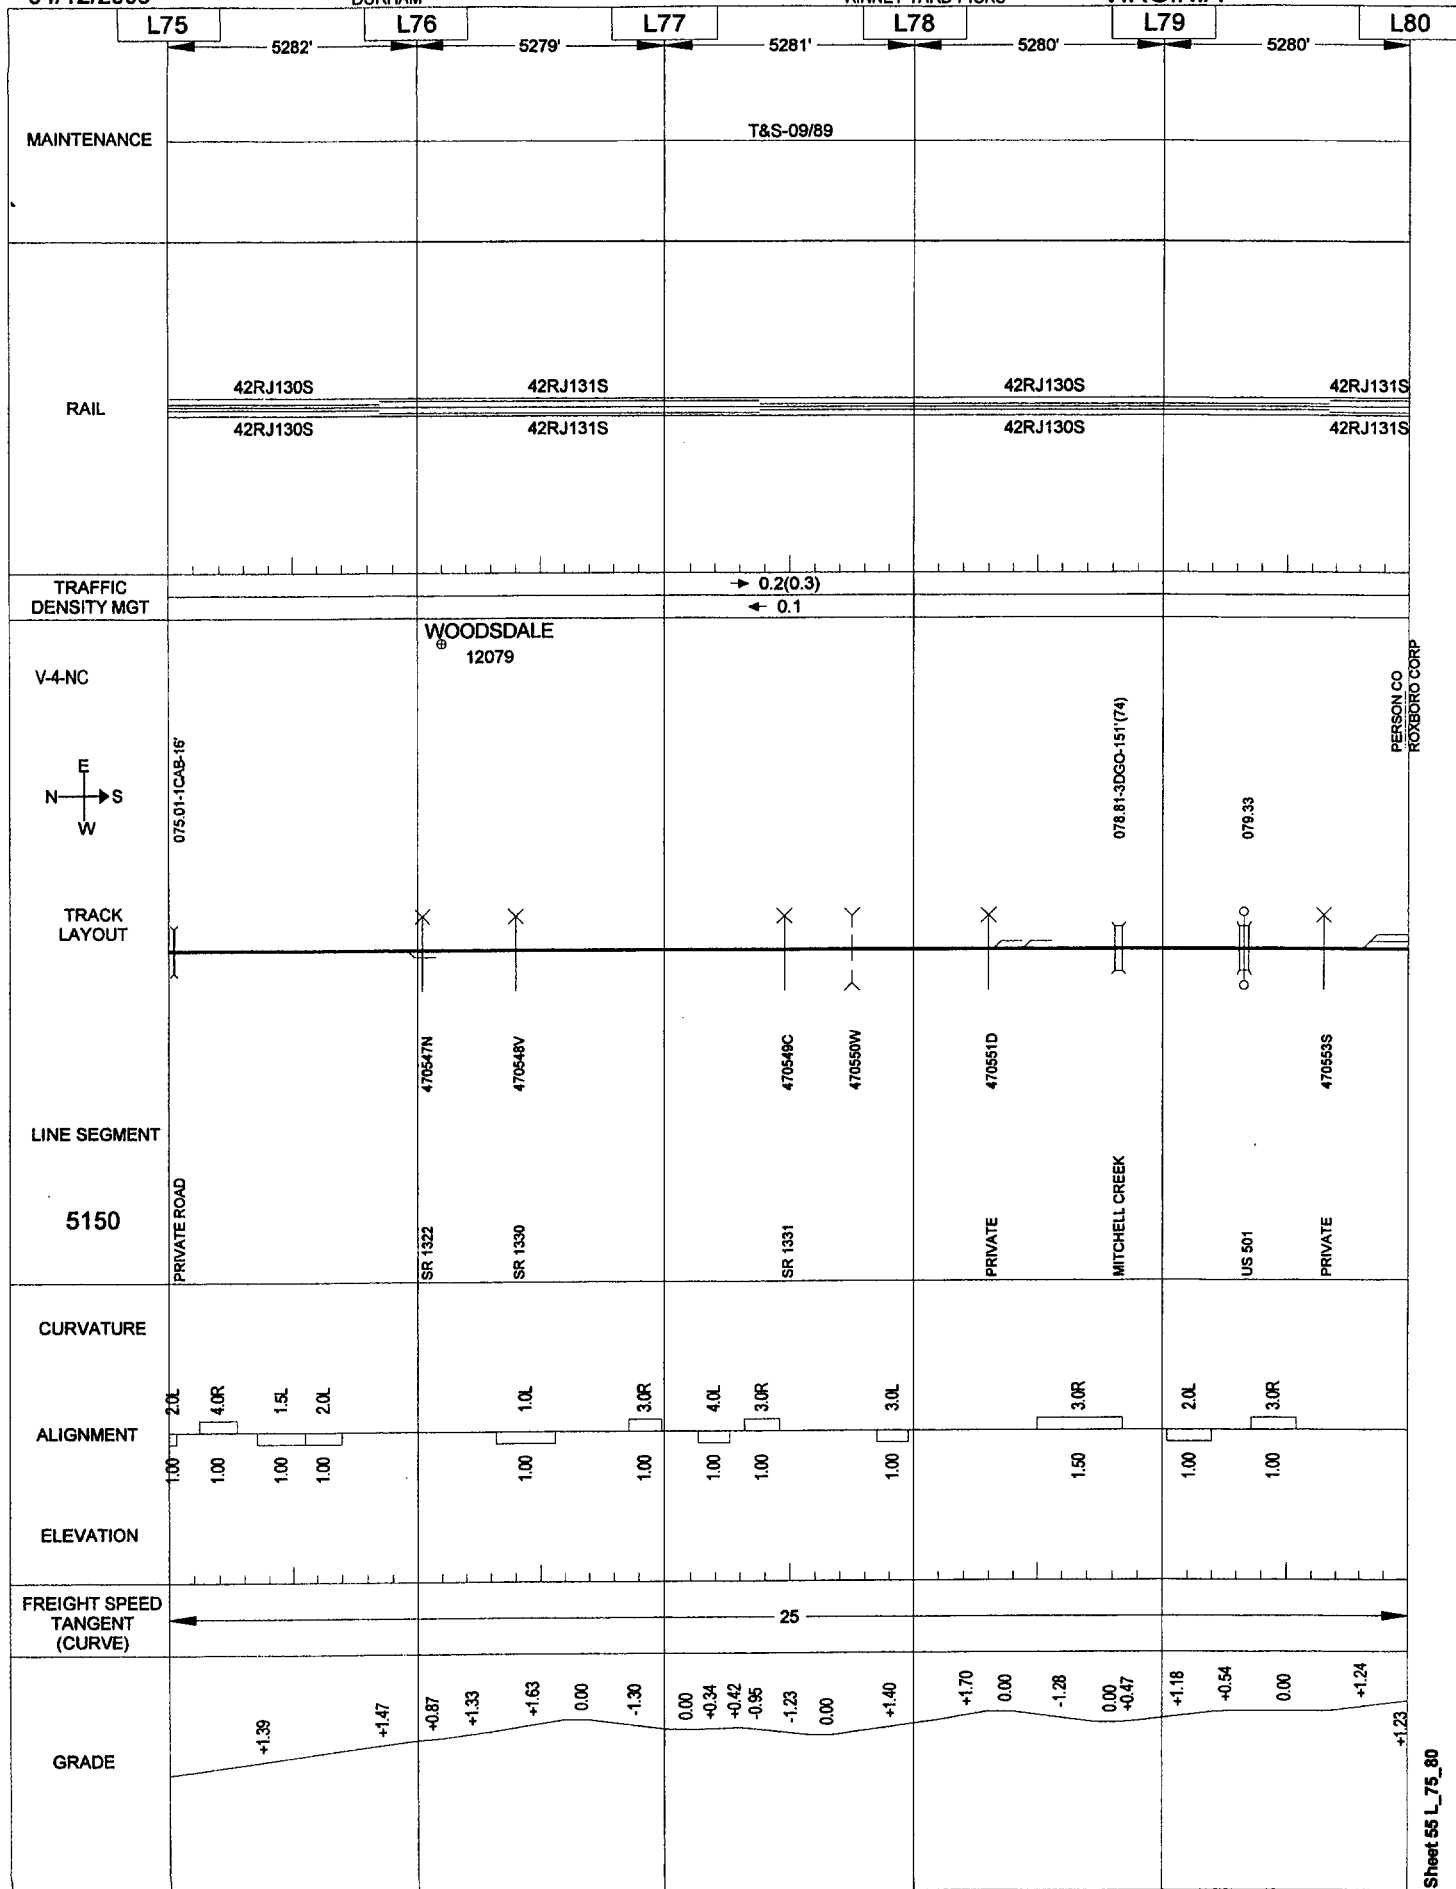 L75 L76 L77 L78 L79 L80
5282' 5279' 5281' 5280' 5280'
MAINTENANCE
T&S-09/89
42RJ130S 42RJ131S 42RJ130S 42RJ131S
RAIL
42RJ130S 42RJ131S 42RJ130S 42RJ131S
TRAFFIC
DENSITY MGT
→ 0.2(0.3)
← 0.1
WOODSDALE
12079
V-4-NC
PERSON CO
ROXBORO CORP
E
N S
W
075.01-1CAB-16'
078.81-3DGO-151'(74)
079.33
TRACK
LAYOUT
470547N
470548V
470549C
470550W
470551D
470553S
LINE SEGMENT
5150
PRIVATE ROAD
SR 1322
SR 1330
SR 1331
PRIVATE
MITCHELL CREEK
US 501
PRIVATE
CURVATURE
2.0L 4.0R 1.5L 2.0L 1.0L 3.0R 4.0L 3.0R 3.0L 3.0R 2.0L 3.0R
ALIGNMENT
1.00 1.00 1.00 1.00 1.00 1.00 1.00 1.00 1.00 1.50 1.00 1.00
ELEVATION
FREIGHT SPEED
TANGENT
(CURVE)
25
GRADE
+1.39 +1.47 +0.87 +1.33 +1.63 0.00 -1.30 0.00 +0.34 +0.42 -0.95 -1.23 0.00 +1.40 +1.70 0.00 -1.28 0.00 +0.47 +1.18 +0.54 0.00 +1.24 +1.23
Sheet 55 L_75_80